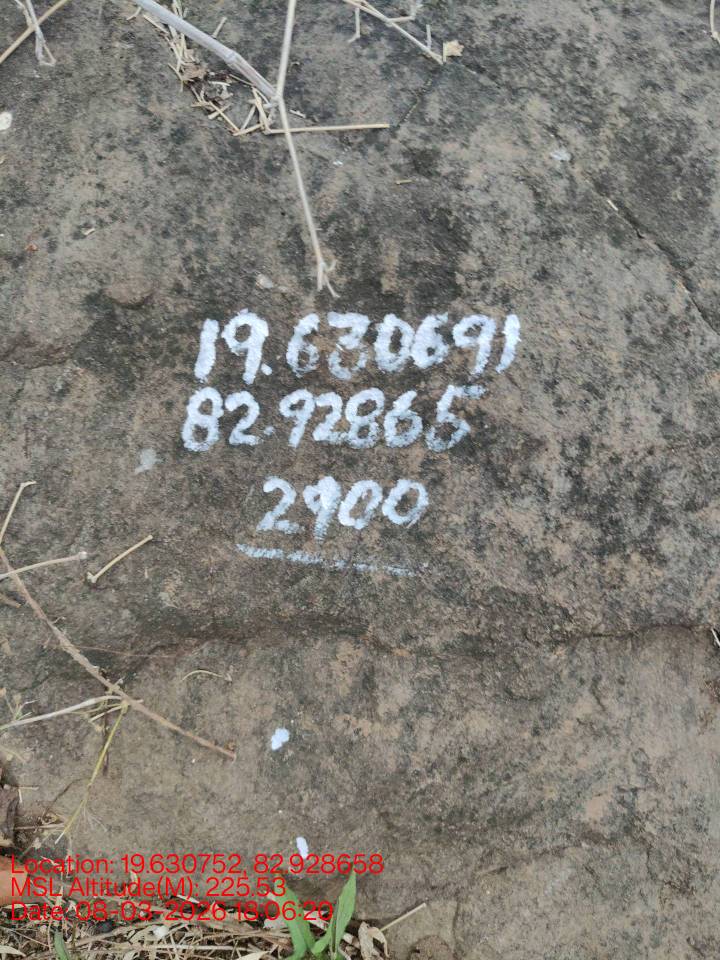 19.630691
82.92865
2900
Location: 19.630752, 82.928658
MSL Altitude(M): 225.53
Date: 08-03-2026 18:06:20